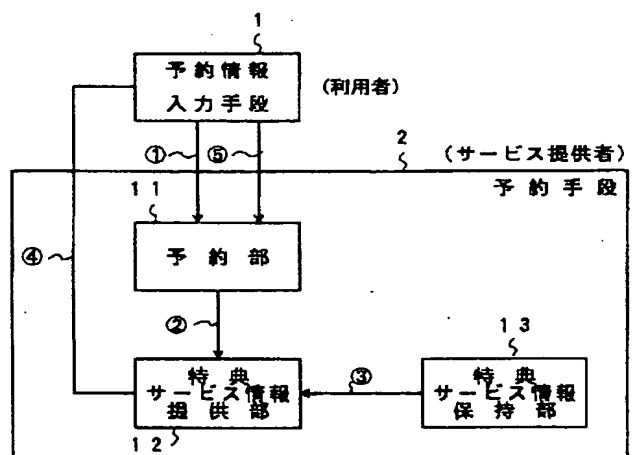 1
予約情報
入力手段
(利用者)
① ⑤
2
(サービス提供者)
予約手段
11
予約部
④
②
13
特典
サービス情報
提供部
③
特典
サービス情報
保持部
12